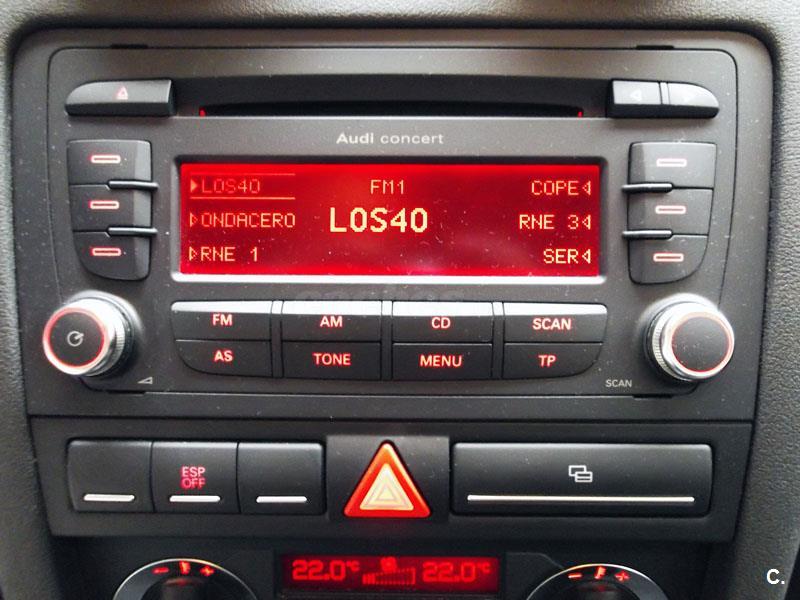 Audi concert
LOS40 FM1 COPE
ONDACERO LOS40 RNE 3
RNE 1 SER
FM AM CD SCAN
AS TONE MENU TP
SCAN
ESP
OFF
22.0°C 22.0°C
C.